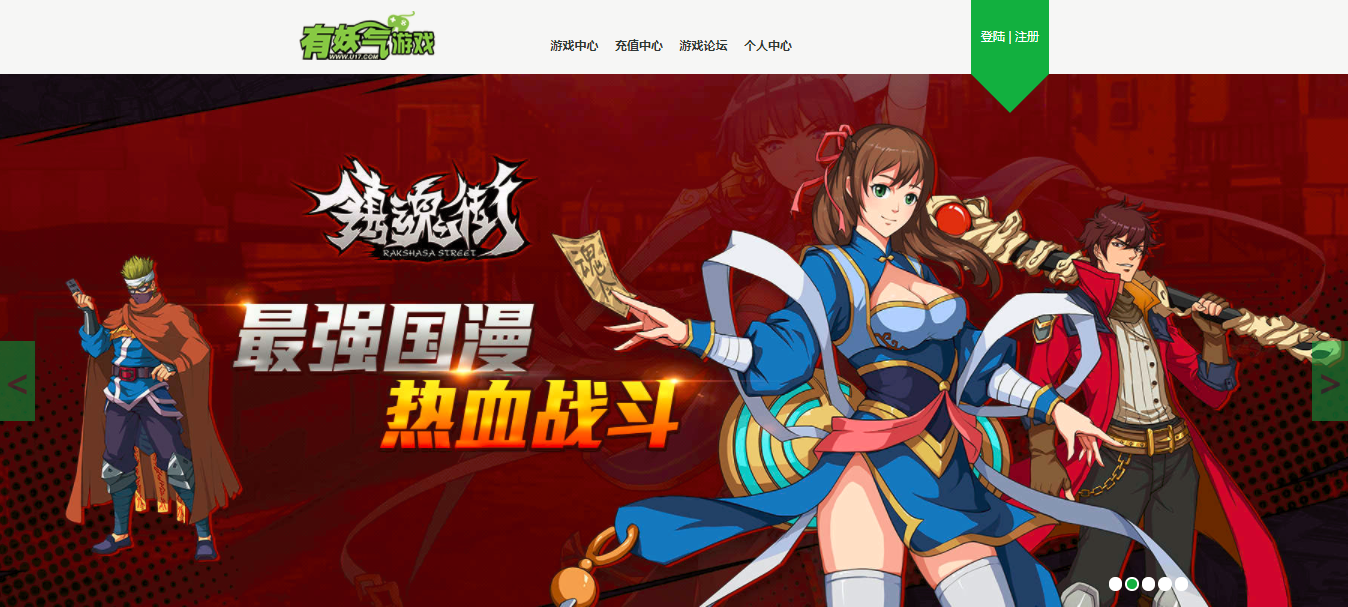 有妖气游戏
WWW.U17.COM
游戏中心 充值中心 游戏论坛 个人中心
登陆 | 注册
鎮魂街
RAKSHASA STREET
魂
最强国漫
热血战斗
<
>